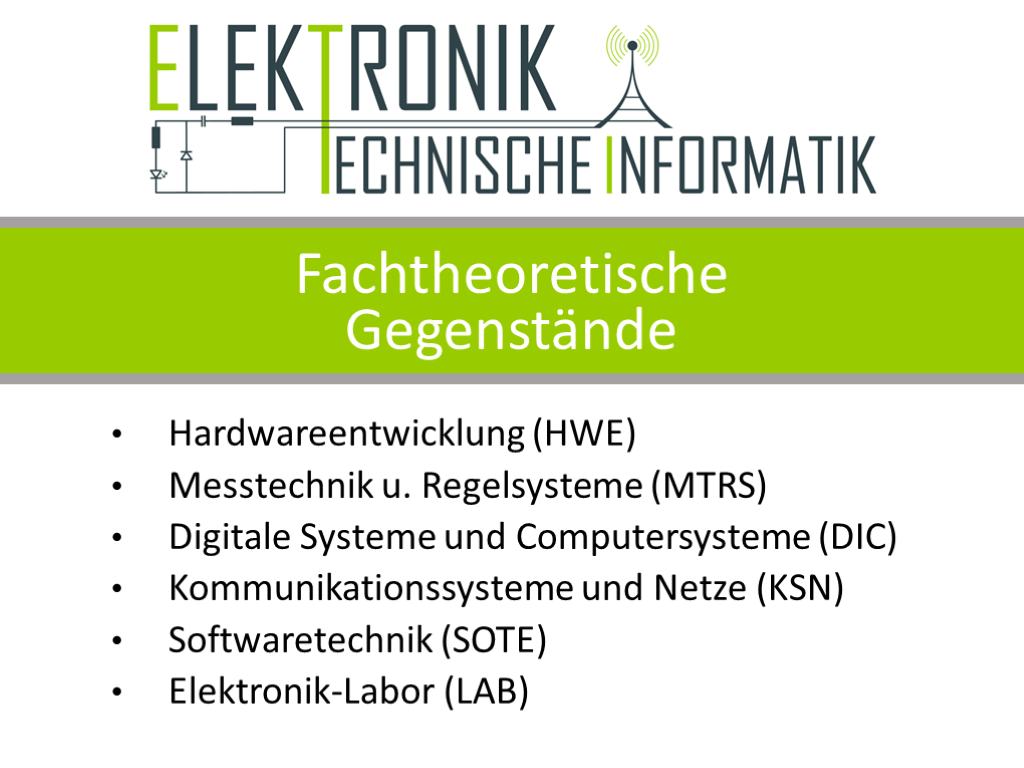 ELEKTRONIK
TECHNISCHE INFORMATIK
Fachtheoretische
Gegenstände
• Hardwareentwicklung (HWE)
• Messtechnik u. Regelsysteme (MTRS)
• Digitale Systeme und Computersysteme (DIC)
• Kommunikationssysteme und Netze (KSN)
• Softwaretechnik (SOTE)
• Elektronik-Labor (LAB)